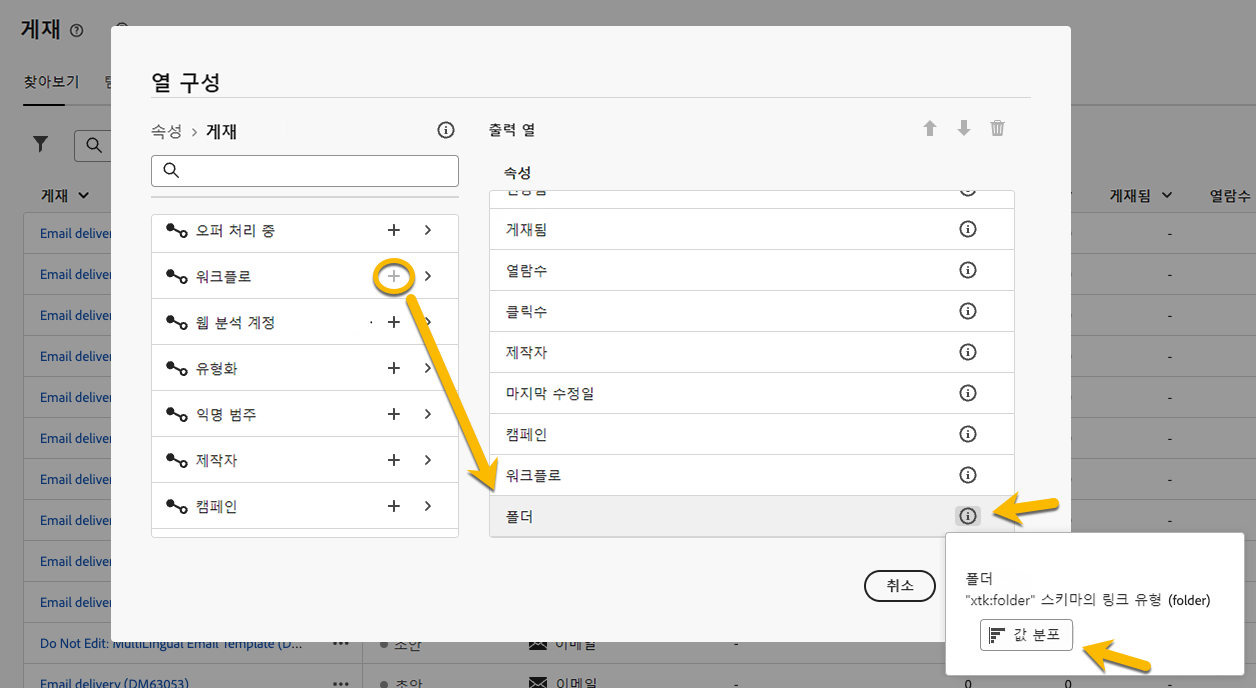 게재
찾아보기
열 구성
속성 › 게재
출력 열
속성
게재
게재됨
열람수
Email deliver
Email deliver
Email deliver
Email deliver
Email deliver
Email deliver
Email deliver
Email deliver
Email deliver
Email deliver
오퍼 처리 중
워크플로
웹 분석 계정
유형화
익명 범주
제작자
캠페인
게재됨
열람수
클릭수
제작자
마지막 수정일
캠페인
워크플로
폴더
-
-
-
-
-
-
-
-
취소
폴더
"xtk:folder" 스키마의 링크 유형 (folder)
값 분포
Do Not Edit: MultiLingual Email Template (D... ••• 초안 이메일 -
Email delivery (DM63053) ••• 초안 이메일 - 0 0 -